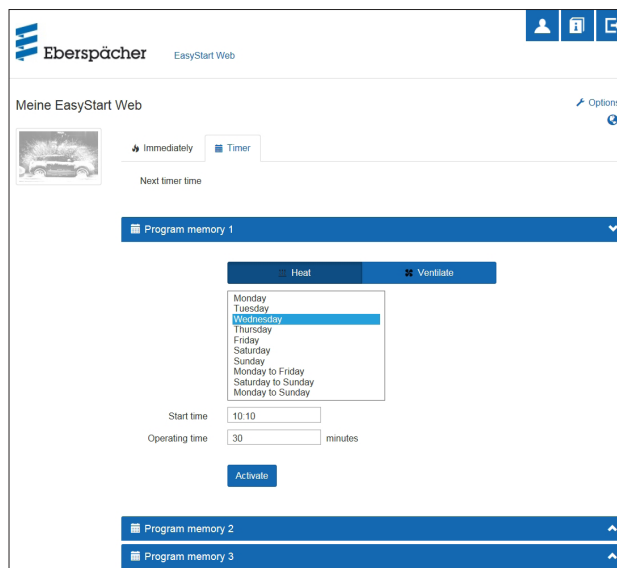 Eberspächer
EasyStart Web
Meine EasyStart Web
Options
Immediately
Timer
Next timer time
Program memory 1
Heat
Ventilate
Monday
Tuesday
Wednesday
Thursday
Friday
Saturday
Sunday
Monday to Friday
Saturday to Sunday
Monday to Sunday
Start time 10:10
Operating time 30 minutes
Activate
Program memory 2
Program memory 3